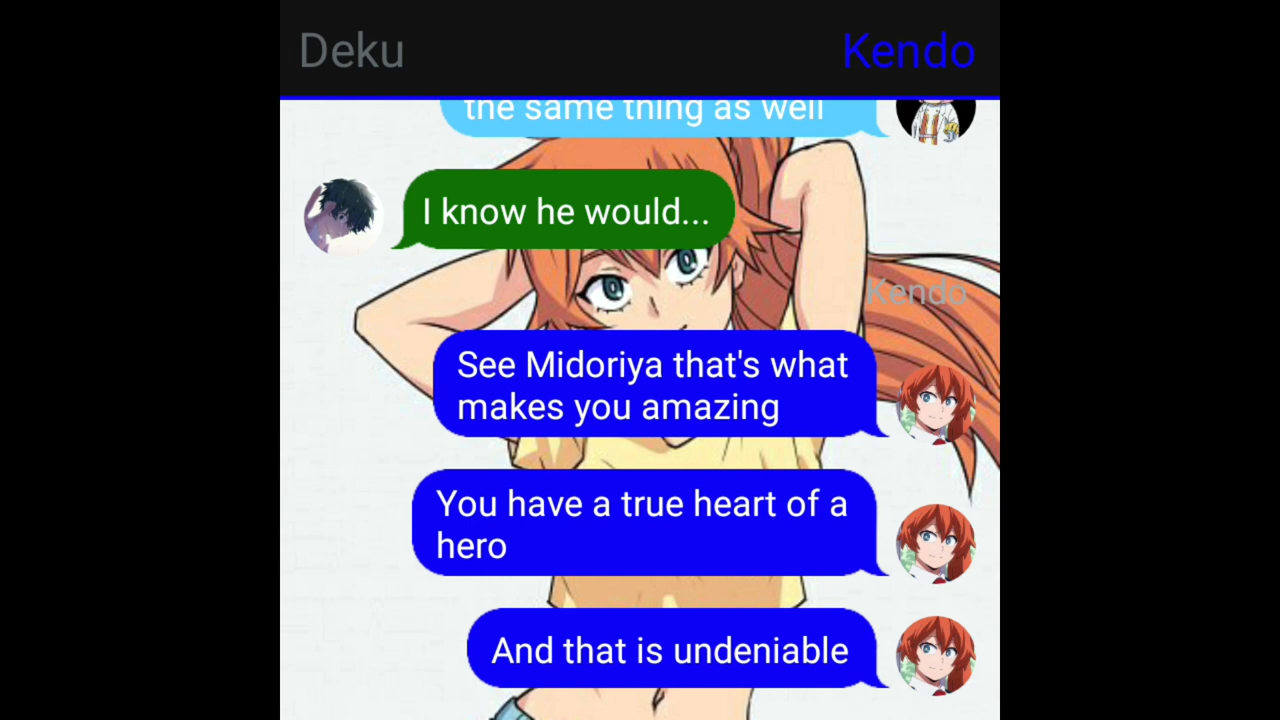 Deku
Kendo
the same thing as well
I know he would...
Kendo
See Midoriya that's what
makes you amazing
You have a true heart of a
hero
And that is undeniable